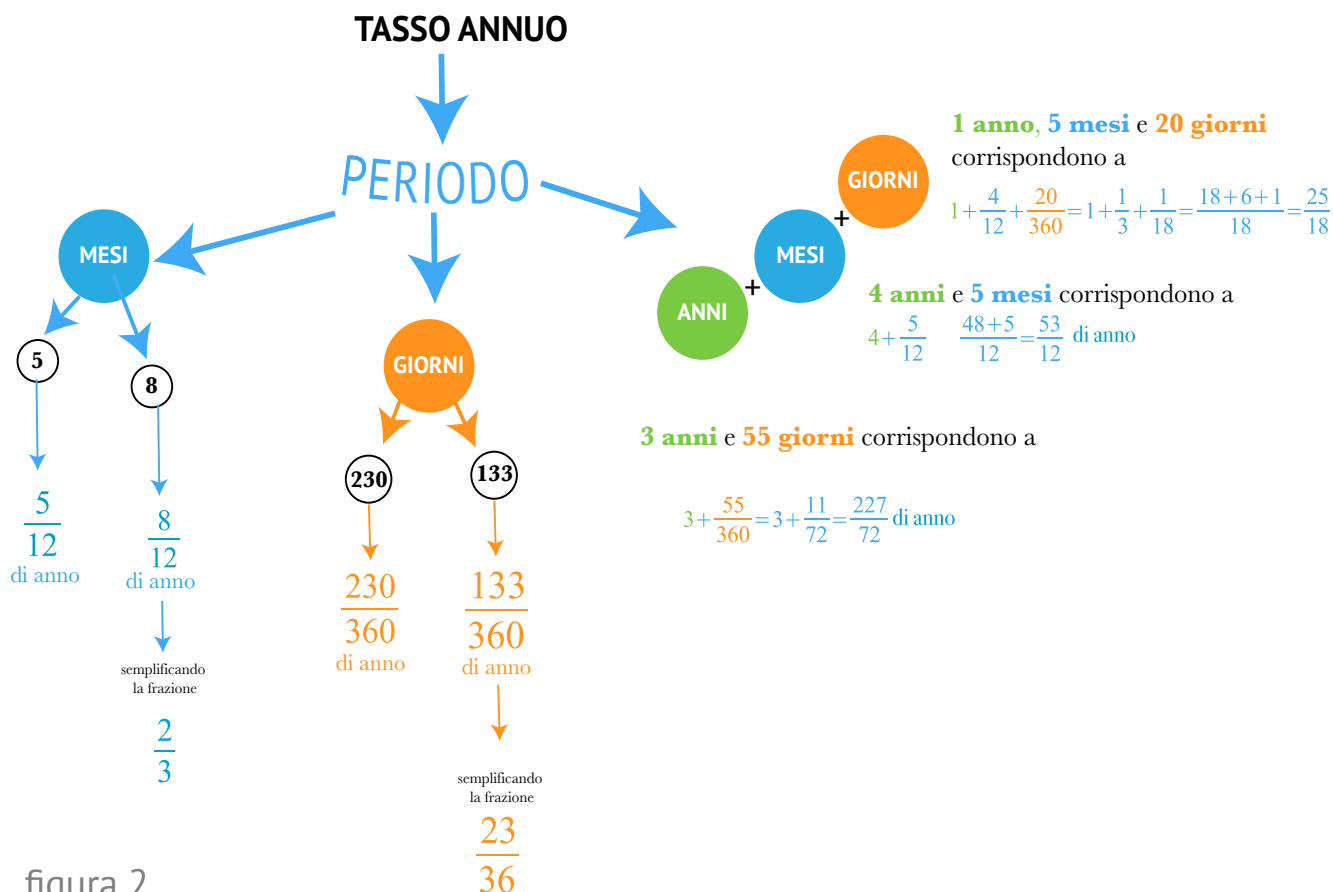 TASSO ANNUO
PERIODO
MESI
5
5/12
di anno
8
8/12
di anno
semplificando
la frazione
2/3
GIORNI
230
230/360
di anno
133
133/360
di anno
semplificando
la frazione
23/36
ANNI
+
MESI
+
GIORNI
1 anno, 5 mesi e 20 giorni
corrispondono a
1+4/12+20/360=1+1/3+1/18=18+6+1/18=25/18
4 anni e 5 mesi corrispondono a
4+5/12 48+5/12=53/12 di anno
3 anni e 55 giorni corrispondono a
3+55/360=3+11/72=227/72 di anno
figura 2